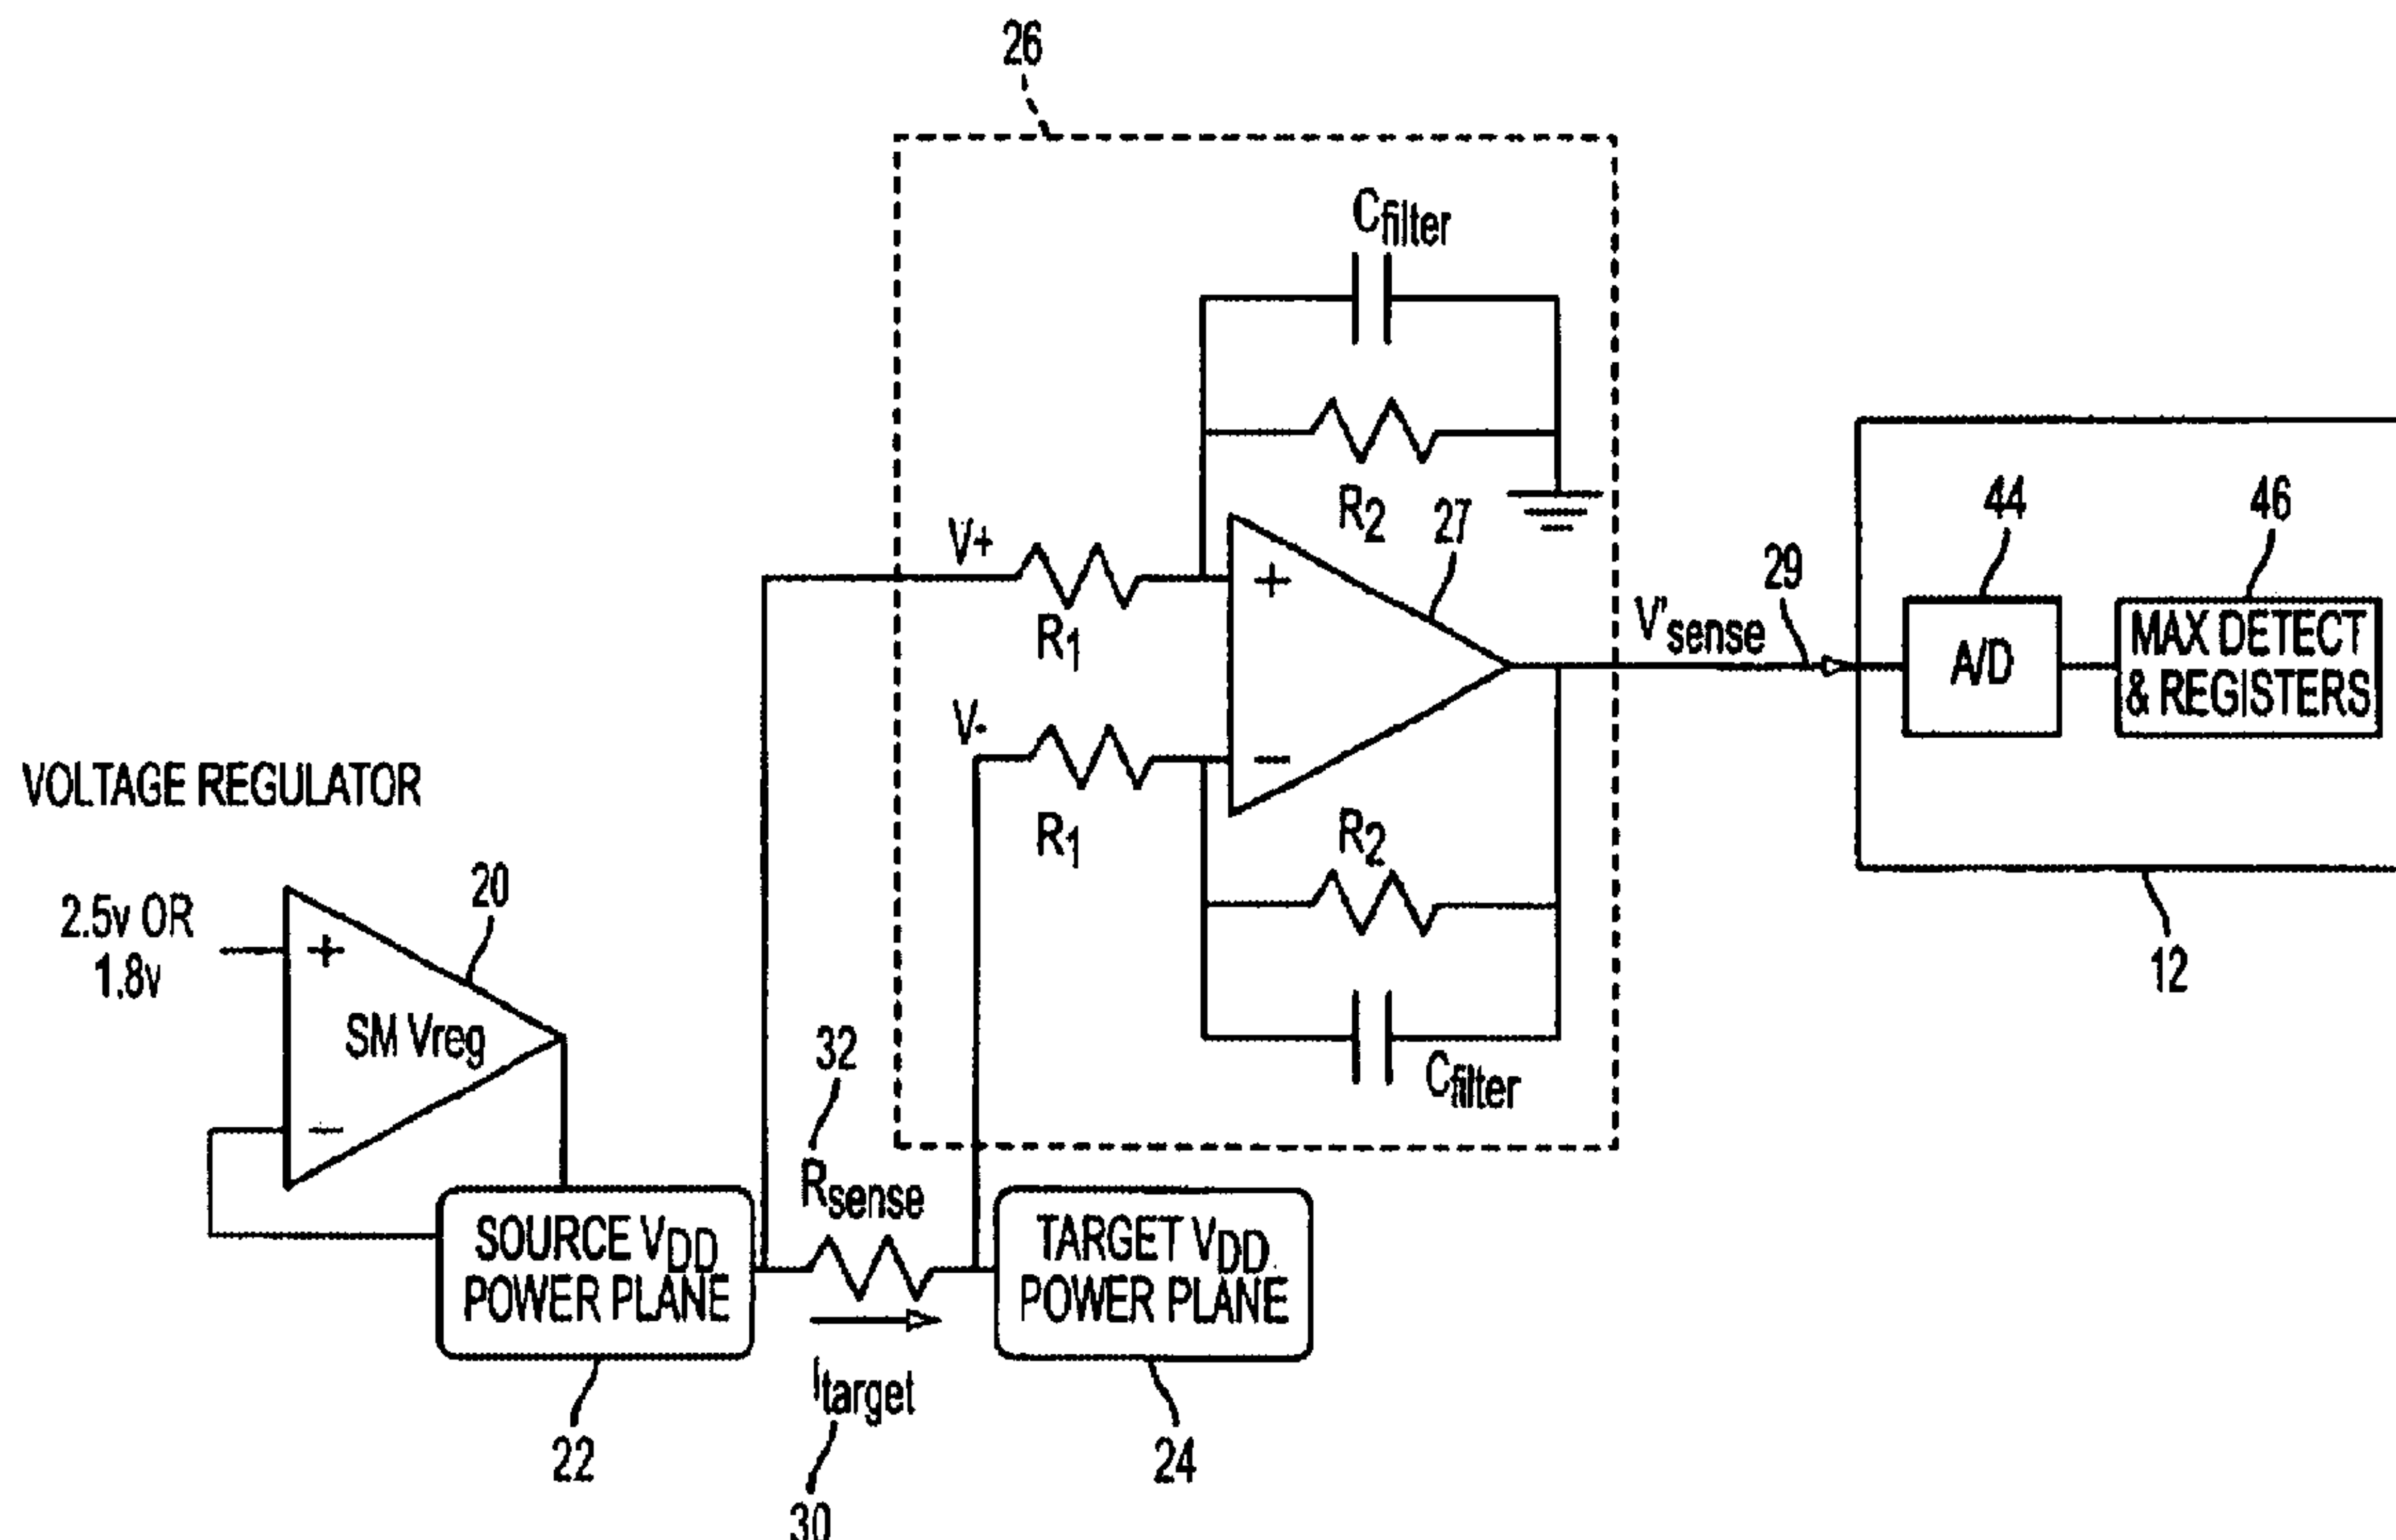 26
Cfilter
R2
27
V+
R1
+
V-
R1
−
R2
Cfilter
V'sense
29
44
46
A/D
MAX DETECT
& REGISTERS
12
VOLTAGE REGULATOR
2.5v OR
1.8v
+
−
20
SM Vreg
32
Rsense
SOURCE VDD
POWER PLANE
TARGET VDD
POWER PLANE
Itarget
22
24
30